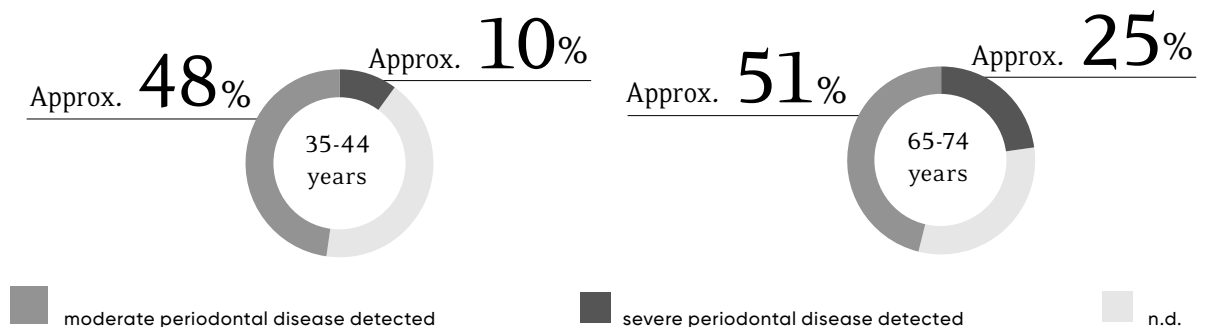 Approx. 48%
Approx. 10%
35-44
years
Approx. 51%
Approx. 25%
65-74
years
moderate periodontal disease detected
severe periodontal disease detected
n.d.